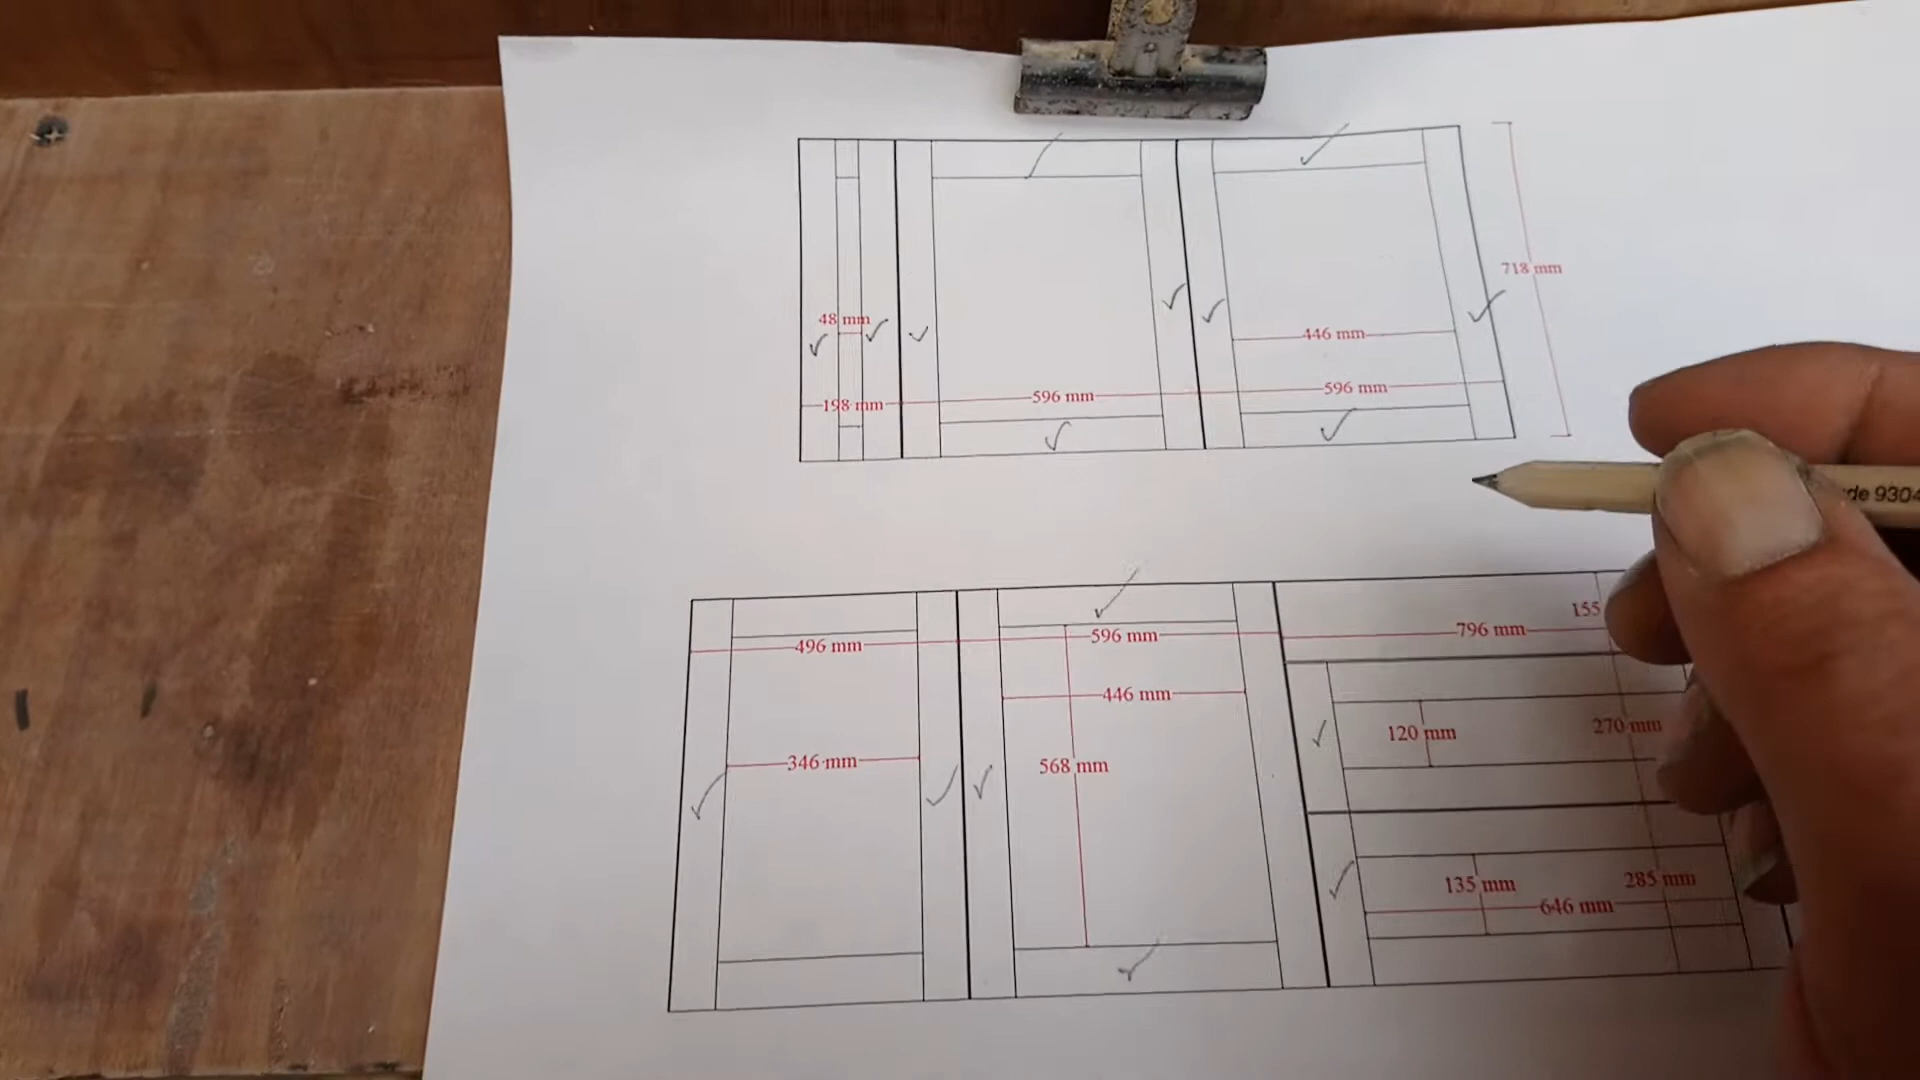 718 mm
48 mm
446 mm
198 mm
596 mm
596 mm
155
496 mm
596 mm
796 mm
446 mm
346 mm
568 mm
120 mm
270 mm
135 mm
285 mm
646 mm
de 9304